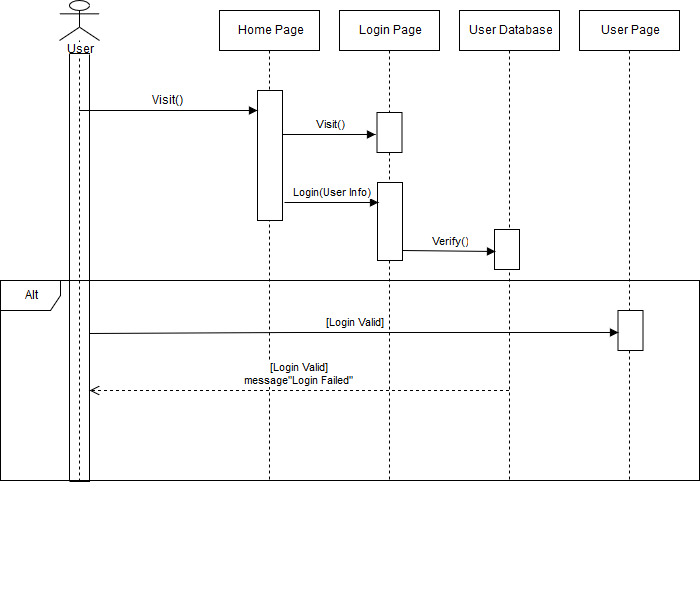 User
Home Page
Login Page
User Database
User Page
Visit()
Visit()
Login(User Info)
Verify()
Alt
[Login Valid]
[Login Valid]
message"Login Failed"